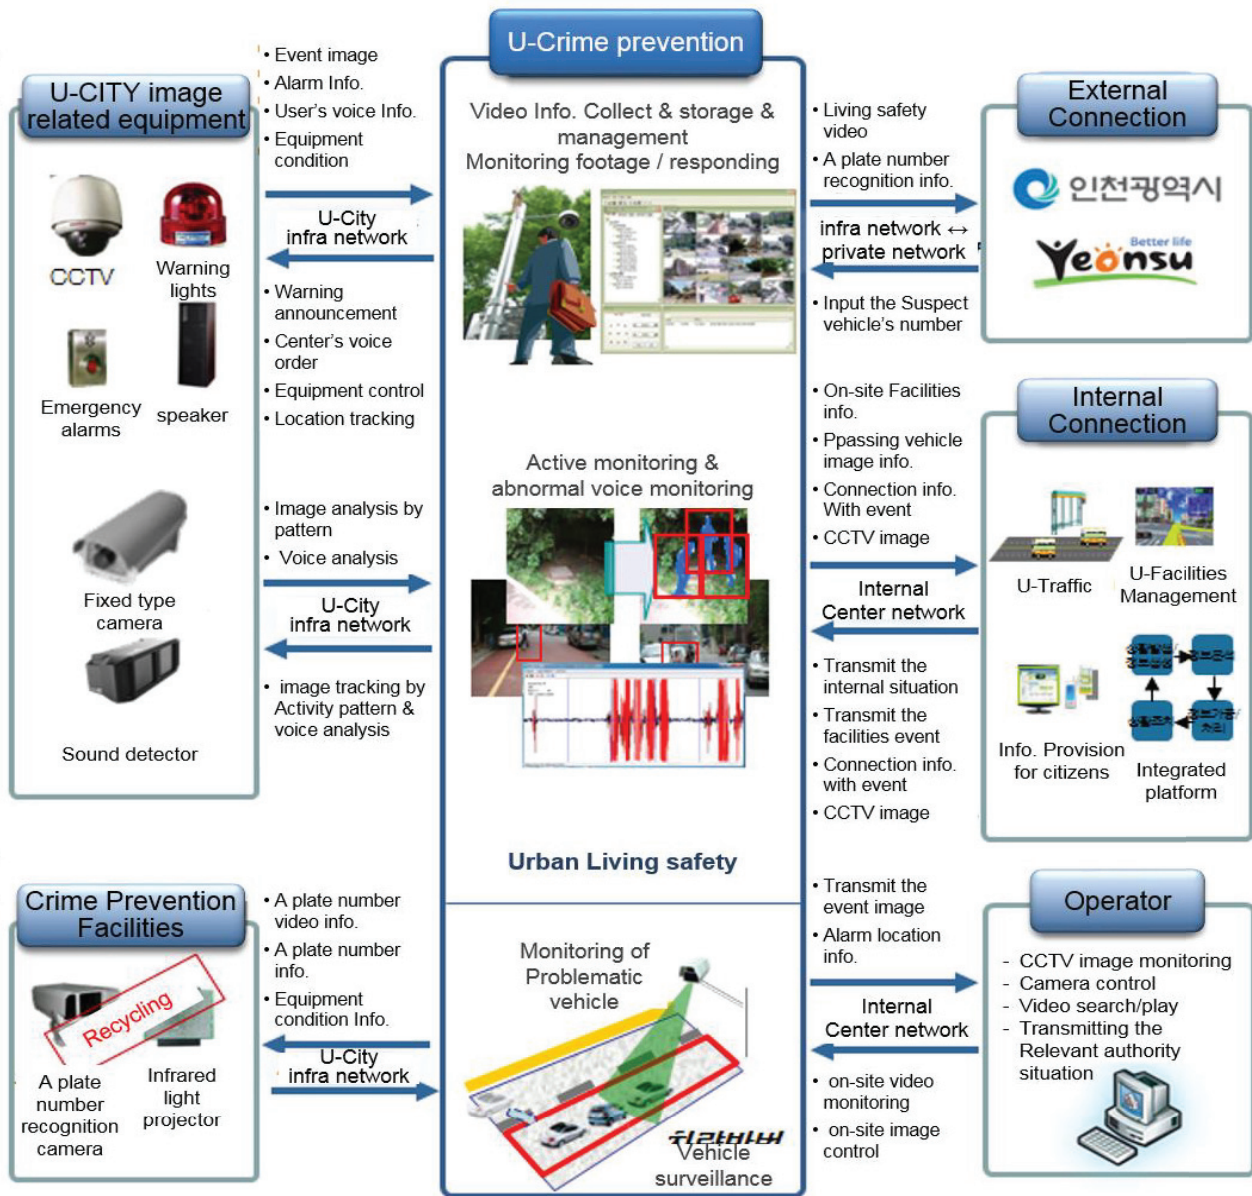 U-Crime prevention
U-CITY image
related equipment
CCTV
Warning
lights
Emergency
alarms
speaker
Fixed type
camera
Sound detector
• Event image
• Alarm Info.
• User's voice Info.
• Equipment
condition
U-City
infra network
• Warning
announcement
• Center's voice
order
• Equipment control
• Location tracking
• Image analysis by
pattern
• Voice analysis
U-City
infra network
• image tracking by
Activity pattern &
voice analysis
Crime Prevention
Facilities
Recycling
A plate
number
recognition
camera
Infrared
light
projector
• A plate number
video info.
• A plate number
info.
• Equipment
condition Info.
U-City
infra network
Video Info. Collect & storage &
management
Monitoring footage / responding
Active monitoring &
abnormal voice monitoring
Urban Living safety
Monitoring of
Problematic
vehicle
Vehicle
surveillance
• Living safety
video
• A plate number
recognition info.
infra network ↔
private network
• Input the Suspect
vehicle's number
External
Connection
인천광역시
Better life
Yeonsu
• On-site Facilities
info.
• Ppassing vehicle
image info.
• Connection info.
With event
• CCTV image
Internal
Center network
• Transmit the
internal situation
• Transmit the
facilities event
• Connection info.
with event
• CCTV image
Internal
Connection
U-Traffic
U-Facilities
Management
Info. Provision
for citizens
Integrated
platform
• Transmit the
event image
• Alarm location
info.
Internal
Center network
• on-site video
monitoring
• on-site image
control
Operator
- CCTV image monitoring
- Camera control
- Video search/play
- Transmitting the
Relevant authority
situation